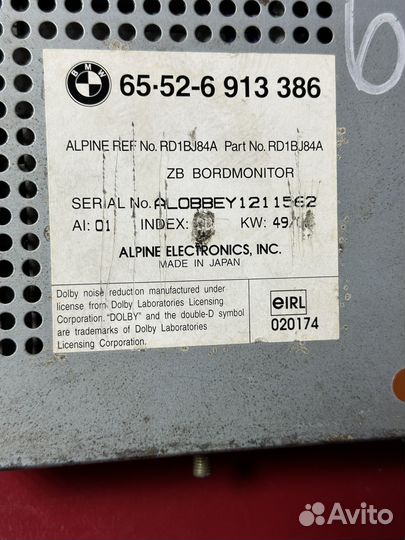 BMW
65·52-6 913 386
ALPINE REF No. RD1BJ84A Part No. RD1BJ84A
ZB BORDMONITOR
SERIAL No. AL0BBEY1211562
AI: 01 INDEX: KW: 49/
ALPINE ELECTRONICS, INC.
MADE IN JAPAN
Dolby noise reduction manufactured under
license from Dolby Laboratories Licensing
Corporation. "DOLBY" and the double-D symbol
are trademarks of Dolby Laboratories
Licensing Corporation.
eIRL
020174
Avito